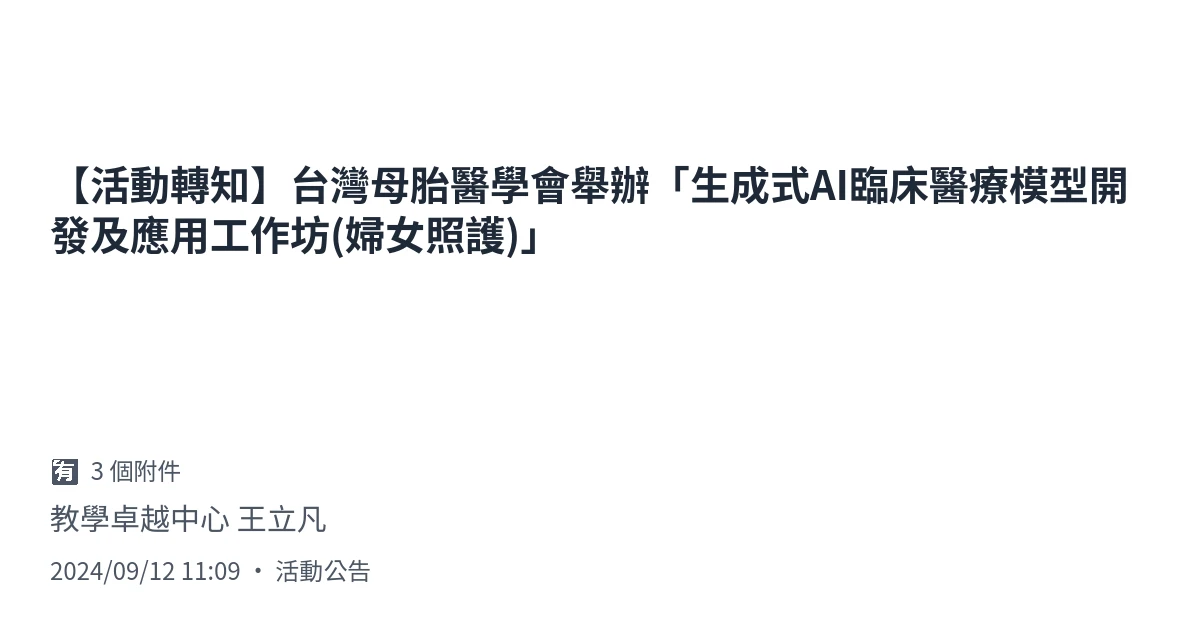 【活動轉知】台灣母胎醫學會舉辦「生成式AI臨床醫療模型開
發及應用工作坊(婦女照護)」
🈶 3 個附件
教學卓越中心 王立凡
2024/09/12 11:09 ・ 活動公告